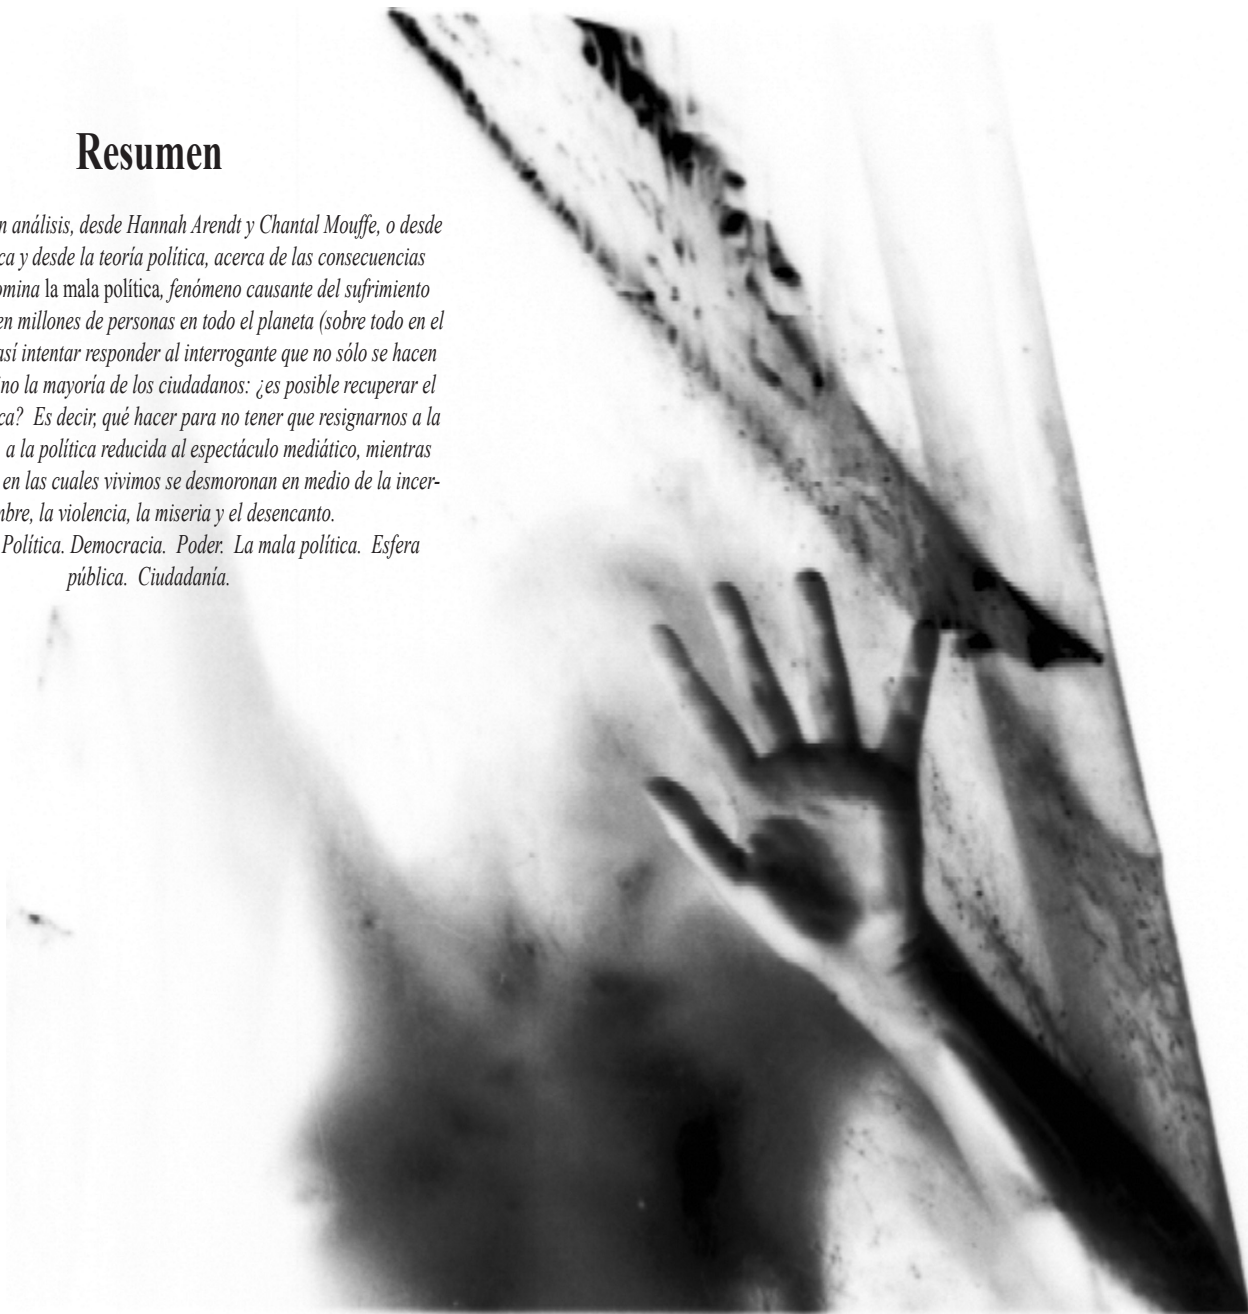 Resumen
análisis, desde Hannah Arendt y Chantal Mouffe, o desde
y desde la teoría política, acerca de las consecuencias
la mala política, fenómeno causante del sufrimiento
en millones de personas en todo el planeta (sobre todo en el
así intentar responder al interrogante que no sólo se hacen
la mayoría de los ciudadanos: ¿es posible recuperar el
Es decir, qué hacer para no tener que resignarnos a la
a la política reducida al espectáculo mediático, mientras
en las cuales vivimos se desmoronan en medio de la incer-
la violencia, la miseria y el desencanto.
Política. Democracia. Poder. La mala política. Esfera
pública. Ciudadanía.